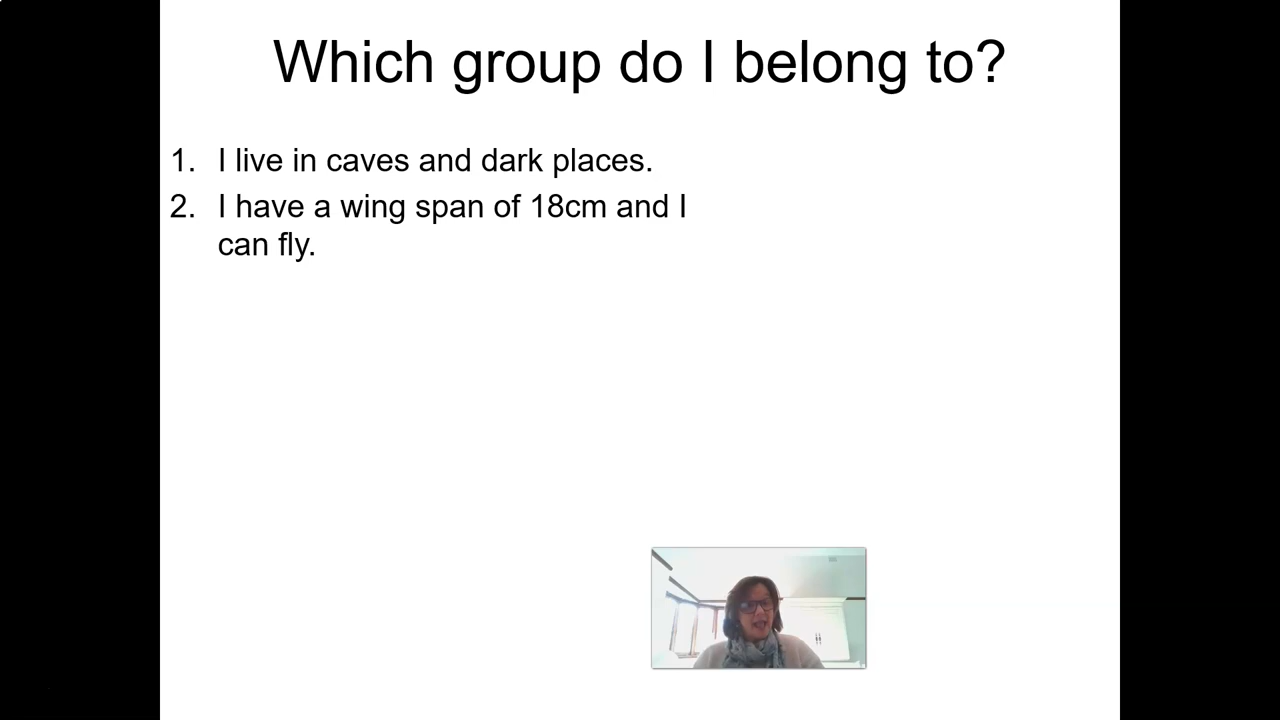 Which group do I belong to?
1. I live in caves and dark places.
2. I have a wing span of 18cm and I
can fly.